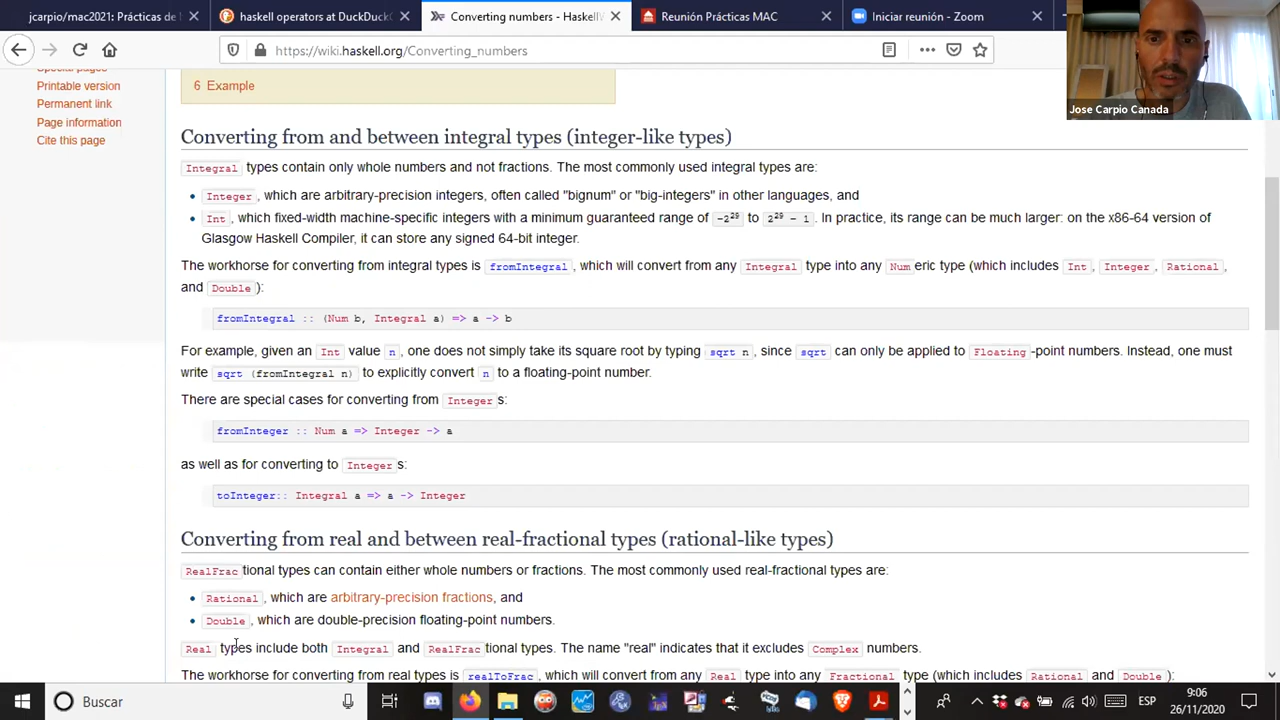 jcarpio/mac2021: Prácticas de
haskell operators at DuckDuck
Converting numbers - Haskell
Reunión Prácticas MAC
Iniciar reunión - Zoom
https://wiki.haskell.org/Converting_numbers
Jose Carpio Canada
Special pages
Printable version
Permanent link
Page information
Cite this page
6 Example
Converting from and between integral types (integer-like types)
Integral types contain only whole numbers and not fractions. The most commonly used integral types are:
Integer, which are arbitrary-precision integers, often called "bignum" or "big-integers" in other languages, and
Int, which fixed-width machine-specific integers with a minimum guaranteed range of -2²⁹ to 2²⁹ - 1. In practice, its range can be much larger: on the x86-64 version of
Glasgow Haskell Compiler, it can store any signed 64-bit integer.
The workhorse for converting from integral types is fromIntegral, which will convert from any Integral type into any Numeric type (which includes Int, Integer, Rational,
and Double):
fromIntegral :: (Num b, Integral a) => a -> b
For example, given an Int value n, one does not simply take its square root by typing sqrt n, since sqrt can only be applied to Floating-point numbers. Instead, one must
write sqrt (fromIntegral n) to explicitly convert n to a floating-point number.
There are special cases for converting from Integers:
fromInteger :: Num a => Integer -> a
as well as for converting to Integers:
toInteger:: Integral a => a -> Integer
Converting from real and between real-fractional types (rational-like types)
RealFractional types can contain either whole numbers or fractions. The most commonly used real-fractional types are:
Rational, which are arbitrary-precision fractions, and
Double, which are double-precision floating-point numbers.
Real types include both Integral and RealFractional types. The name "real" indicates that it excludes Complex numbers.
The workhorse for converting from real types is realToFrac, which will convert from any Real type into any Fractional type (which includes Rational and Double):
Buscar
ESP
9:06
26/11/2020